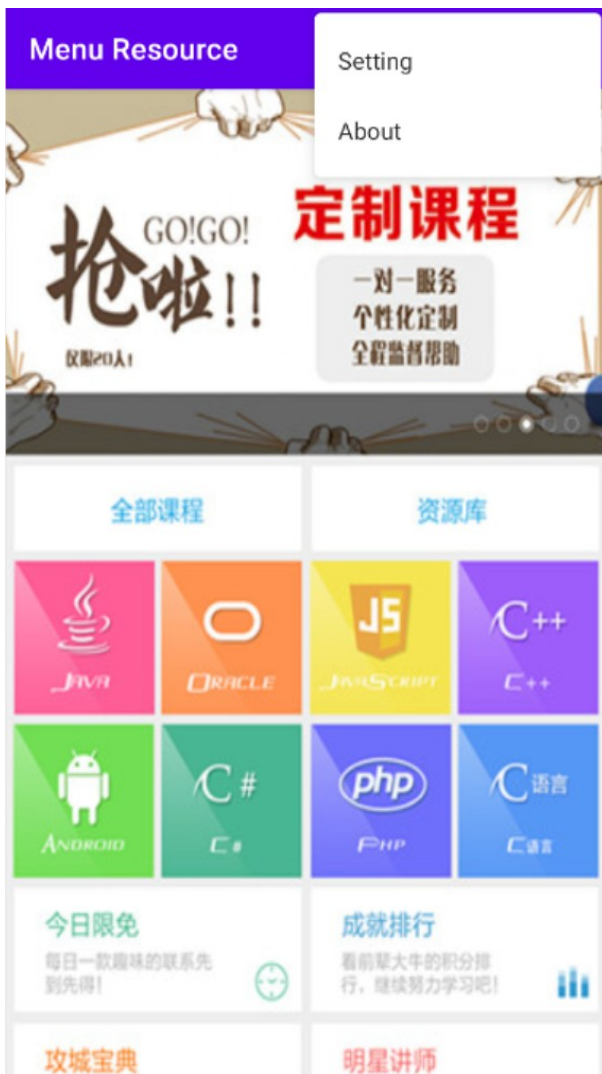 Menu Resource
Setting
About
抢啦!!
GO!GO!
仅限20人!
定制课程
一对一服务
个性化定制
全程监督帮助
全部课程
资源库
JAVA
ORACLE
JS
JAVASCRIPT
C++
C++
ANDROID
C#
C#
php
PHP
C语言
C语言
今日限免
每日一款趣味的联系先
到先得!
成就排行
看前辈大牛的积分排
行，继续努力学习吧!
攻城宝典
明星讲师